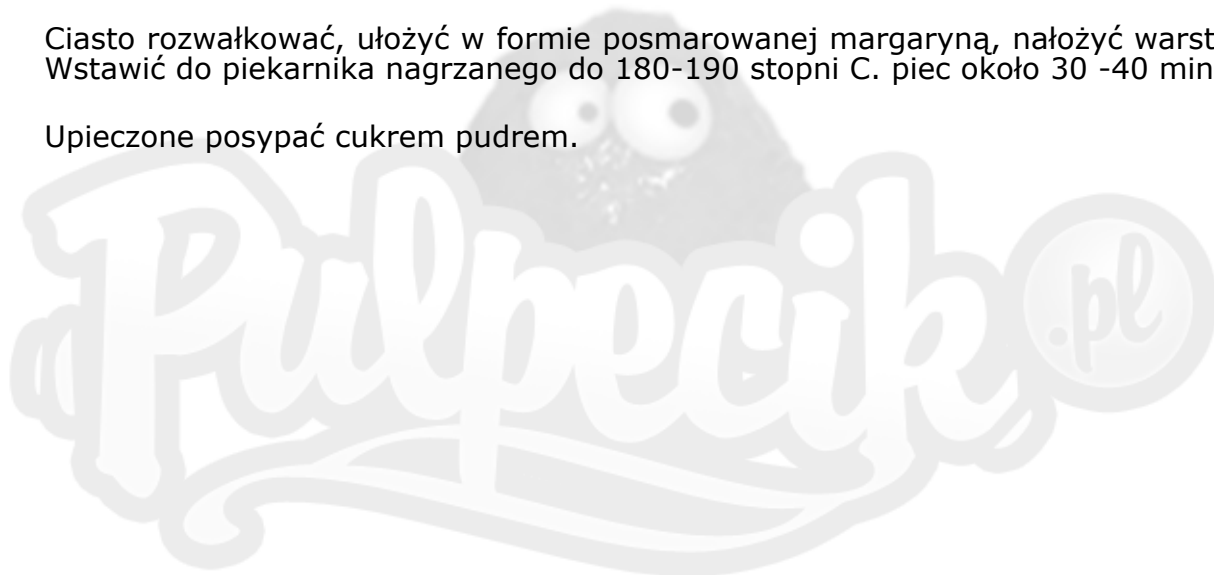 Ciasto rozwałkować, ułożyć w formie posmarowanej margaryną, nałożyć
Wstawić do piekarnika nagrzanego do 180-190 stopni C. piec około 30 -40 min
Upieczone posypać cukrem pudrem.
Pulpecik .pl